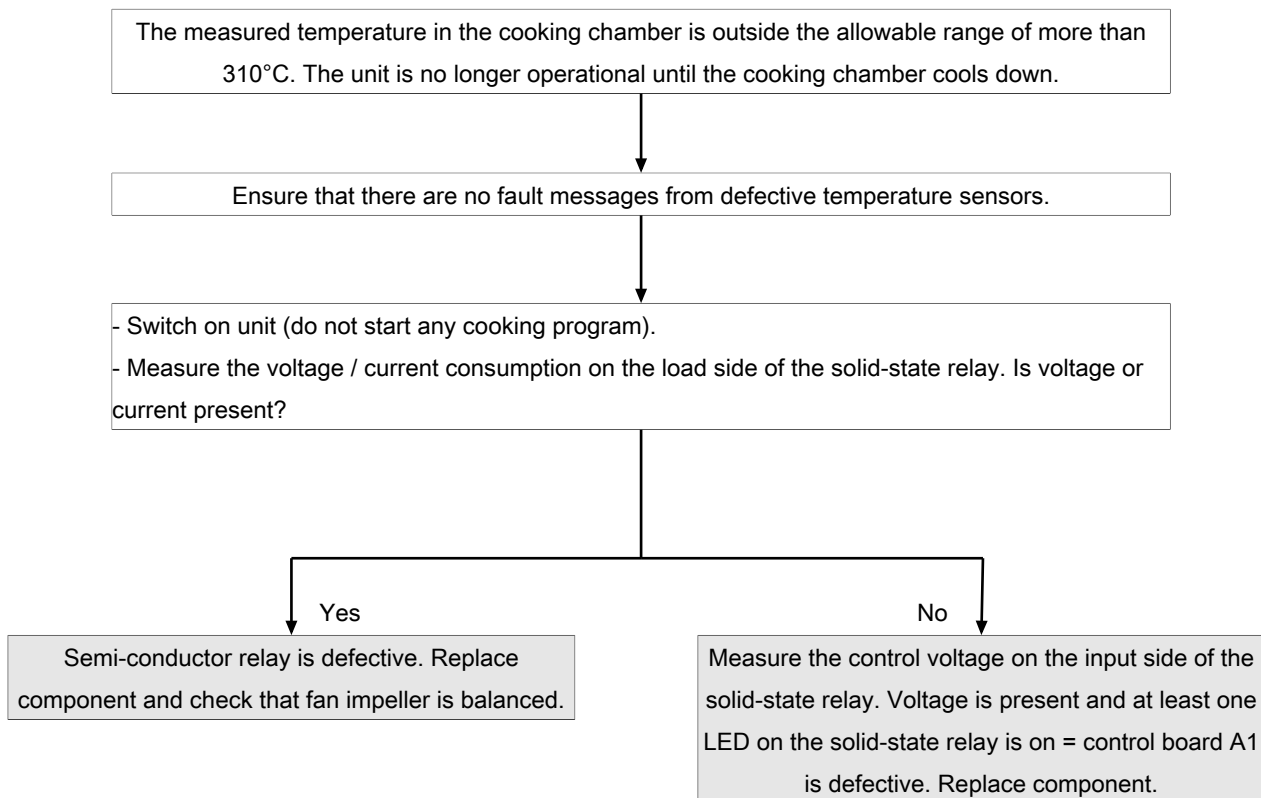 The measured temperature in the cooking chamber is outside the allowable range of more than
310°C. The unit is no longer operational until the cooking chamber cools down.
Ensure that there are no fault messages from defective temperature sensors.
- Switch on unit (do not start any cooking program).
- Measure the voltage / current consumption on the load side of the solid-state relay. Is voltage or
current present?
Yes
No
Semi-conductor relay is defective. Replace
component and check that fan impeller is balanced.
Measure the control voltage on the input side of the
solid-state relay. Voltage is present and at least one
LED on the solid-state relay is on = control board A1
is defective. Replace component.